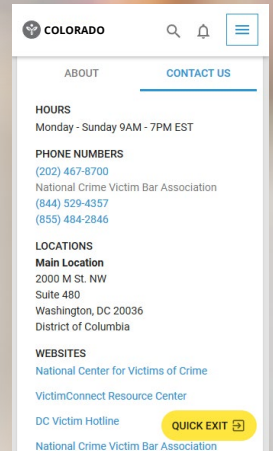 COLORADO
ABOUT
CONTACT US
HOURS
Monday - Sunday 9AM - 7PM EST
PHONE NUMBERS
(202) 467-8700
National Crime Victim Bar Association
(844) 529-4357
(855) 484-2846
LOCATIONS
Main Location
2000 M St. NW
Suite 480
Washington, DC 20036
District of Columbia
WEBSITES
National Center for Victims of Crime
VictimConnect Resource Center
DC Victim Hotline
QUICK EXIT
National Crime Victim Bar Association